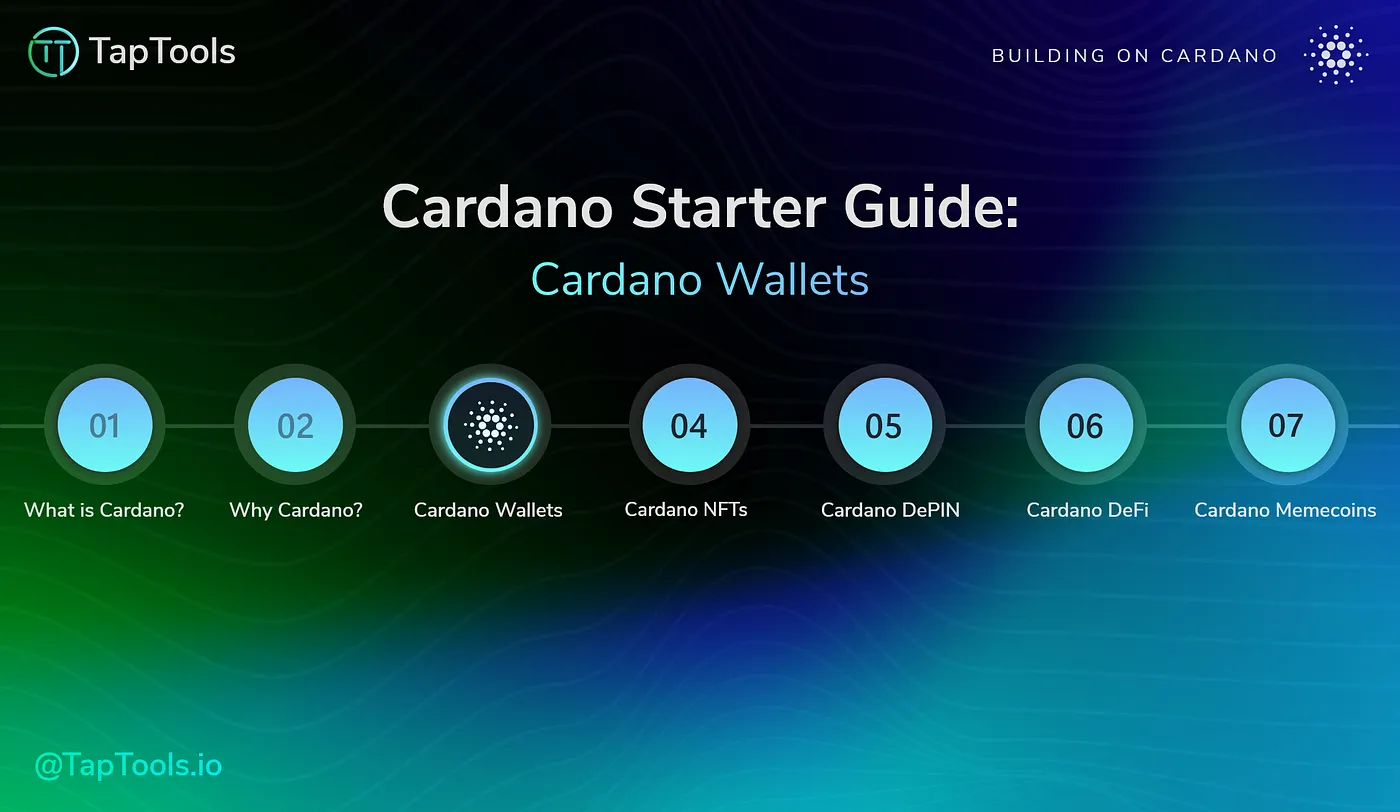 TapTools
BUILDING ON CARDANO
Cardano Starter Guide:
Cardano Wallets
01
02
04
05
06
07
What is Cardano?
Why Cardano?
Cardano Wallets
Cardano NFTs
Cardano DePIN
Cardano DeFi
Cardano Memecoins
@TapTools.io